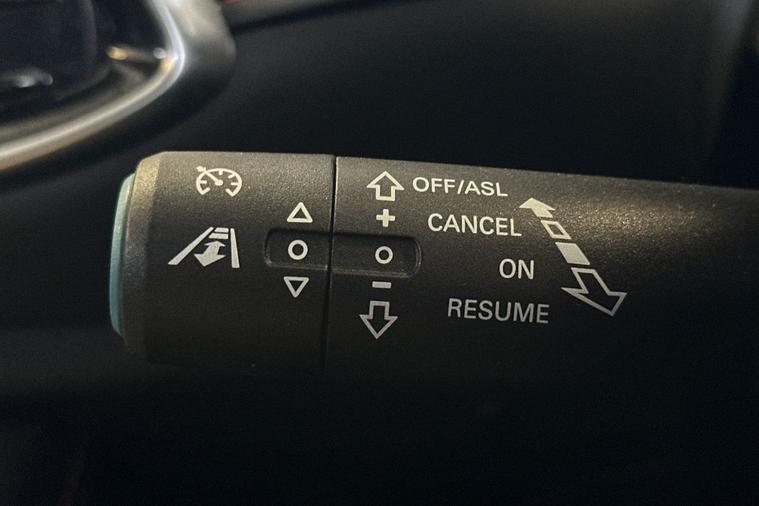 OFF/ASL
+
CANCEL
ON
−
RESUME